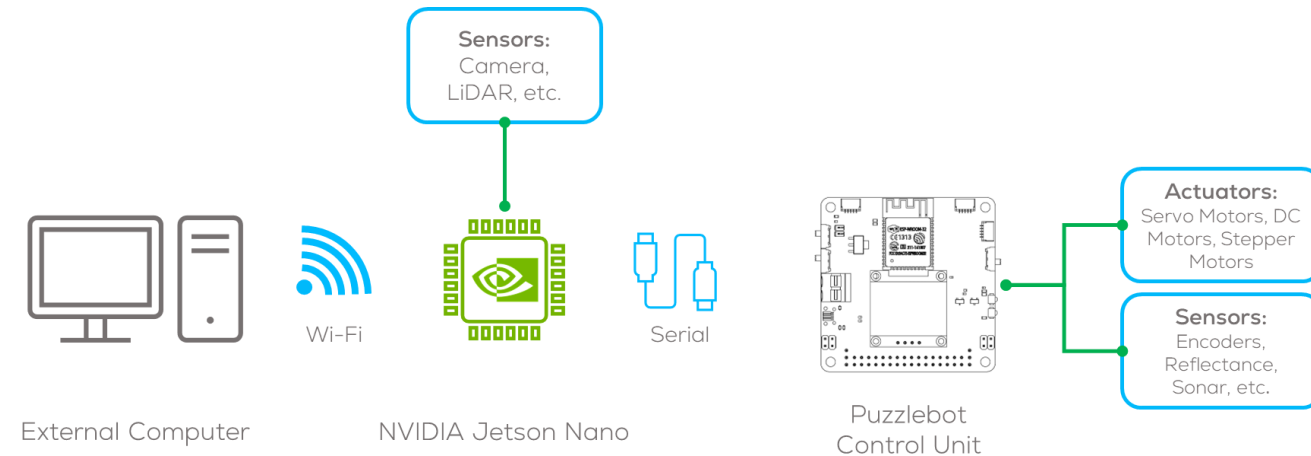 Sensors:
Camera,
LiDAR, etc.
Actuators:
Servo Motors, DC
Motors, Stepper
Motors
Wi-Fi
Serial
Sensors:
Encoders,
Reflectance,
Sonar, etc.
External Computer
NVIDIA Jetson Nano
Puzzlebot
Control Unit